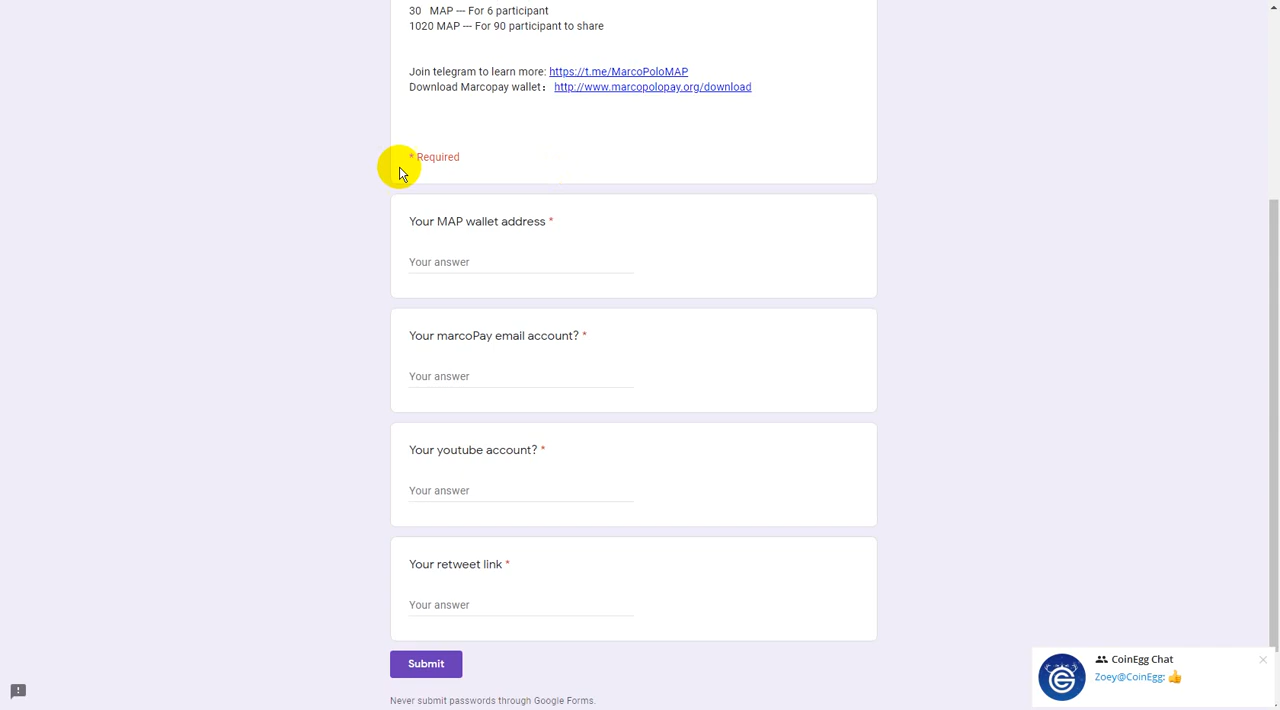 30 MAP --- For 6 participant
1020 MAP --- For 90 participant to share
Join telegram to learn more: https://t.me/MarcoPoloMAP
Download Marcopay wallet： http://www.marcopolopay.org/download
* Required
Your MAP wallet address *
Your answer
Your marcoPay email account? *
Your answer
Your youtube account? *
Your answer
Your retweet link *
Your answer
Submit
CoinEgg Chat
Zoey@CoinEgg: 👍
Never submit passwords through Google Forms.